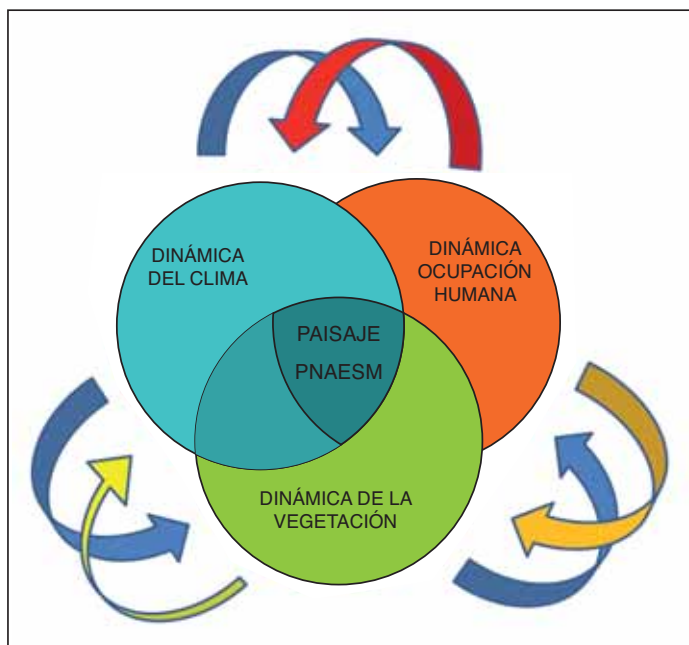 DINÁMICA
DEL CLIMA
DINÁMICA
OCUPACIÓN
HUMANA
PAISAJE
PNAESM
DINÁMICA DE LA
VEGETACIÓN